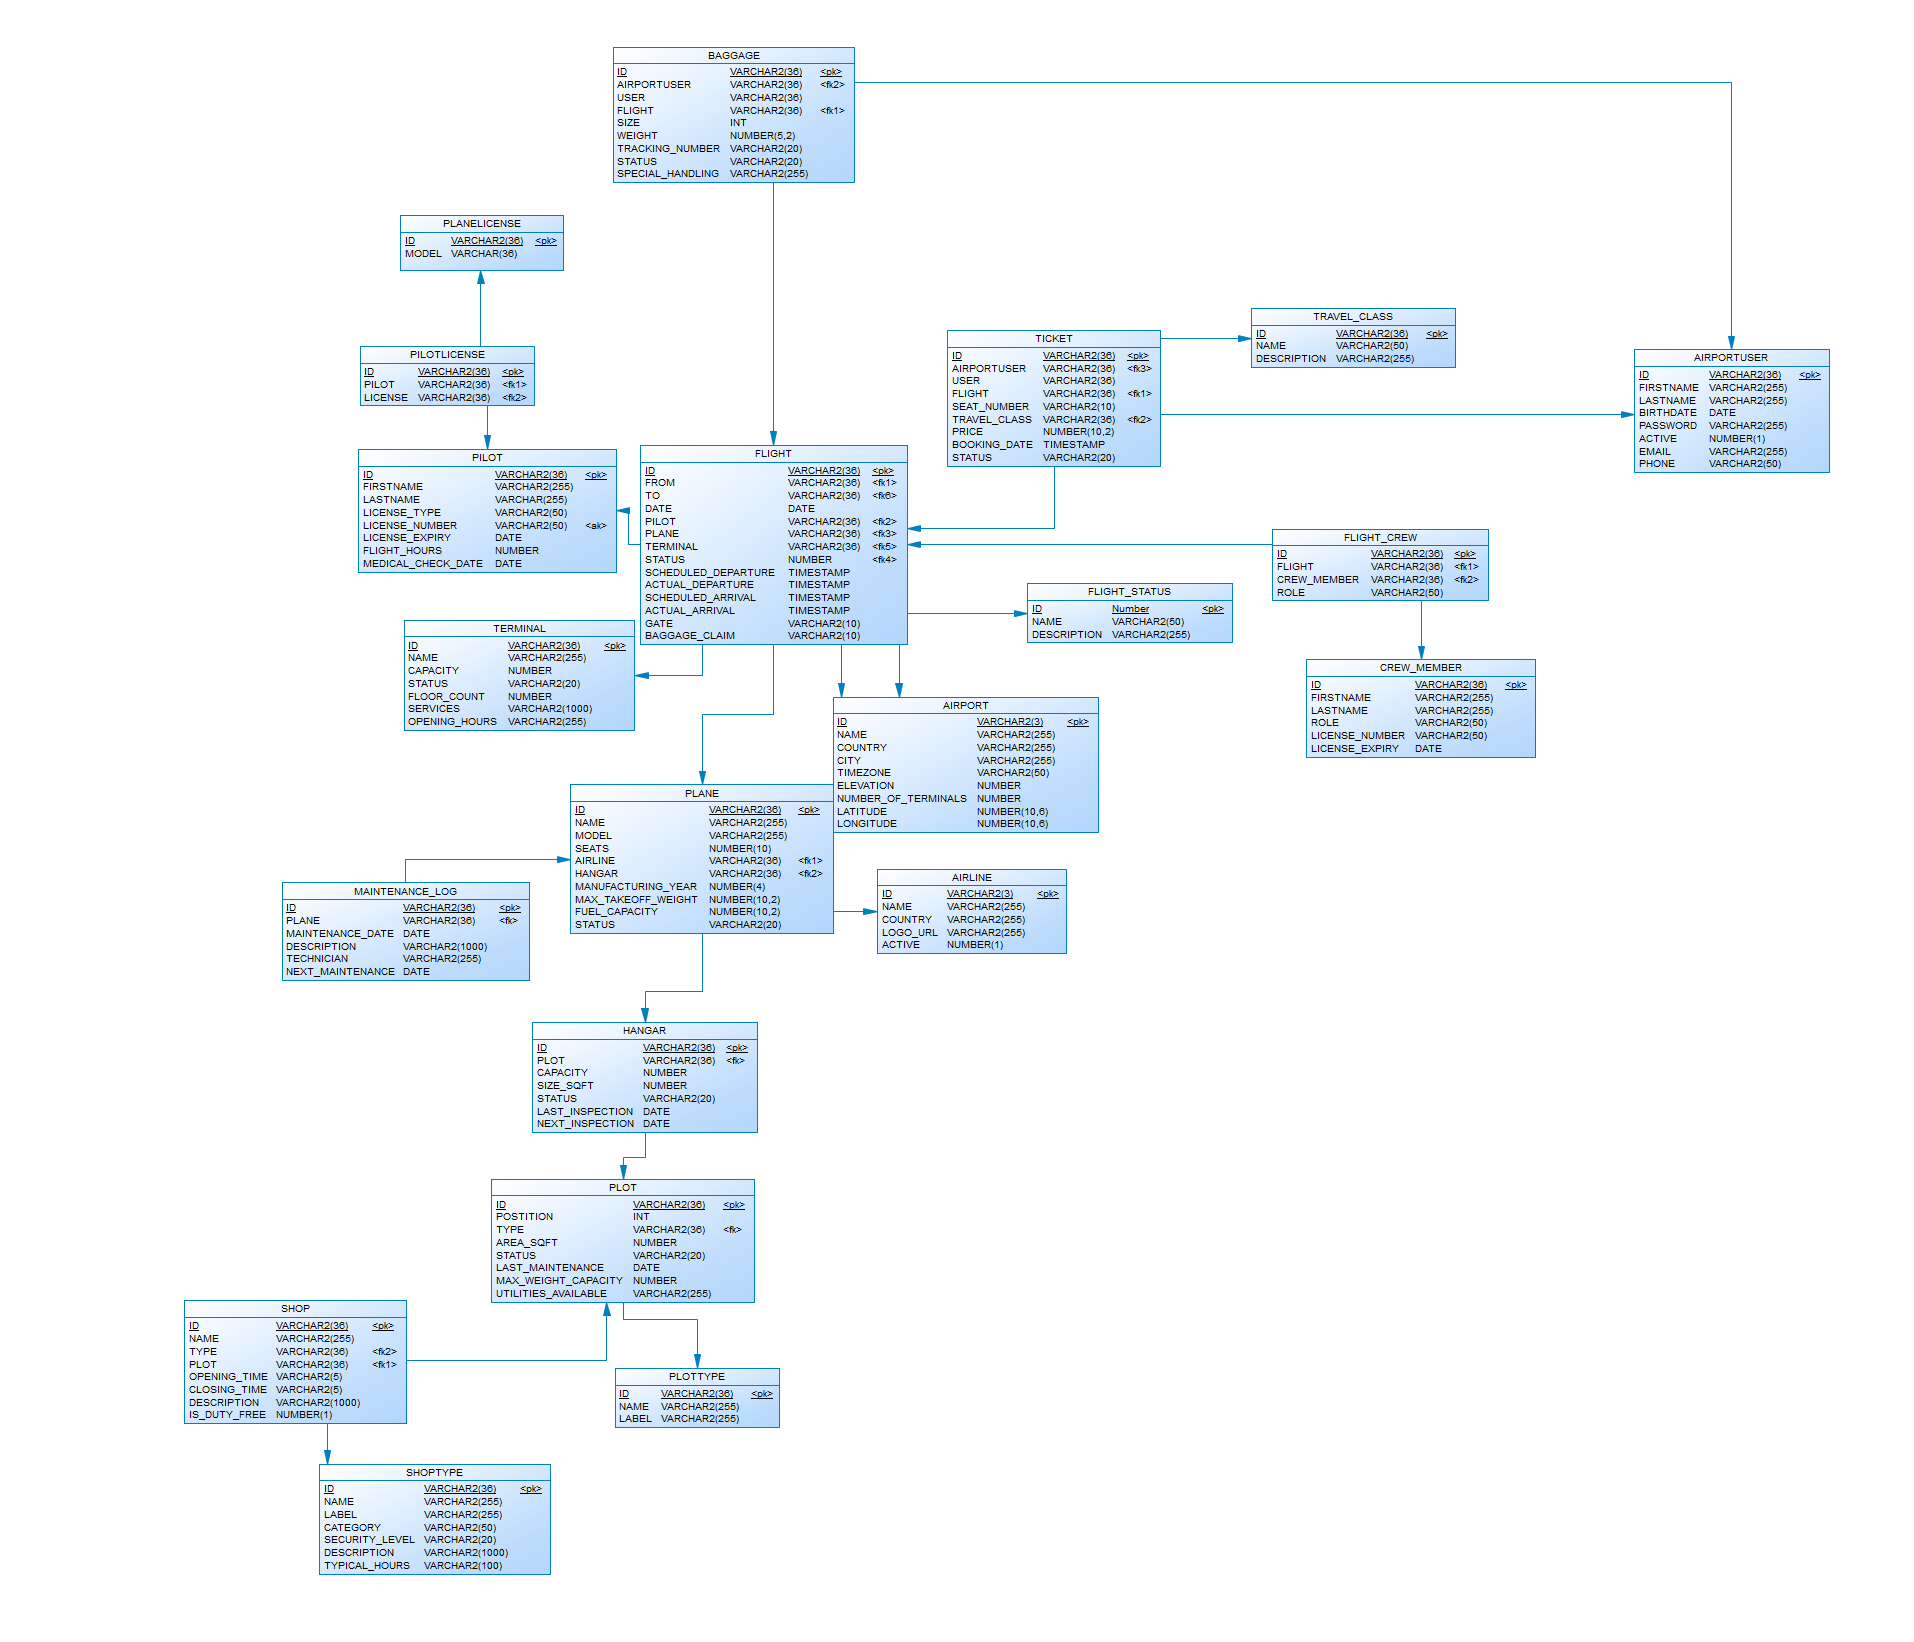 BAGGAGE
ID VARCHAR2(36) <pk>
AIRPORTUSER VARCHAR2(36) <fk2>
USER VARCHAR2(36)
FLIGHT VARCHAR2(36) <fk1>
SIZE INT
WEIGHT NUMBER(5,2)
TRACKING_NUMBER VARCHAR2(20)
STATUS VARCHAR2(20)
SPECIAL_HANDLING VARCHAR2(255)
PLANELICENSE
ID VARCHAR2(36) <pk>
MODEL VARCHAR(36)
PILOTLICENSE
ID VARCHAR2(36) <pk>
PILOT VARCHAR2(36) <fk1>
LICENSE VARCHAR2(36) <fk2>
TICKET
ID VARCHAR2(36) <pk>
AIRPORTUSER VARCHAR2(36) <fk3>
USER VARCHAR2(36)
FLIGHT VARCHAR2(36) <fk1>
SEAT_NUMBER VARCHAR2(10)
TRAVEL_CLASS VARCHAR2(36) <fk2>
PRICE NUMBER(10,2)
BOOKING_DATE TIMESTAMP
STATUS VARCHAR2(20)
TRAVEL_CLASS
ID VARCHAR2(36) <pk>
NAME VARCHAR2(50)
DESCRIPTION VARCHAR2(255)
AIRPORTUSER
ID VARCHAR2(36) <pk>
FIRSTNAME VARCHAR2(255)
LASTNAME VARCHAR2(255)
BIRTHDATE DATE
PASSWORD VARCHAR2(255)
ACTIVE NUMBER(1)
EMAIL VARCHAR2(255)
PHONE VARCHAR2(50)
PILOT
ID VARCHAR2(36) <pk>
FIRSTNAME VARCHAR2(255)
LASTNAME VARCHAR(255)
LICENSE_TYPE VARCHAR2(50)
LICENSE_NUMBER VARCHAR2(50) <ak>
LICENSE_EXPIRY DATE
FLIGHT_HOURS NUMBER
MEDICAL_CHECK_DATE DATE
FLIGHT
ID VARCHAR2(36) <pk>
FROM VARCHAR2(36) <fk1>
TO VARCHAR2(36) <fk6>
DATE DATE
PILOT VARCHAR2(36) <fk2>
PLANE VARCHAR2(36) <fk3>
TERMINAL VARCHAR2(36) <fk5>
STATUS NUMBER <fk4>
SCHEDULED_DEPARTURE TIMESTAMP
ACTUAL_DEPARTURE TIMESTAMP
SCHEDULED_ARRIVAL TIMESTAMP
ACTUAL_ARRIVAL TIMESTAMP
GATE VARCHAR2(10)
BAGGAGE_CLAIM VARCHAR2(10)
FLIGHT_CREW
ID VARCHAR2(36) <pk>
FLIGHT VARCHAR2(36) <fk1>
CREW_MEMBER VARCHAR2(36) <fk2>
ROLE VARCHAR2(50)
FLIGHT_STATUS
ID Number <pk>
NAME VARCHAR2(50)
DESCRIPTION VARCHAR2(255)
TERMINAL
ID VARCHAR2(36) <pk>
NAME VARCHAR2(255)
CAPACITY NUMBER
STATUS VARCHAR2(20)
FLOOR_COUNT NUMBER
SERVICES VARCHAR2(1000)
OPENING_HOURS VARCHAR2(255)
CREW_MEMBER
ID VARCHAR2(36) <pk>
FIRSTNAME VARCHAR2(255)
LASTNAME VARCHAR2(255)
ROLE VARCHAR2(50)
LICENSE_NUMBER VARCHAR2(50)
LICENSE_EXPIRY DATE
AIRPORT
ID VARCHAR2(3) <pk>
NAME VARCHAR2(255)
COUNTRY VARCHAR2(255)
CITY VARCHAR2(255)
TIMEZONE VARCHAR2(50)
ELEVATION NUMBER
NUMBER_OF_TERMINALS NUMBER
LATITUDE NUMBER(10,6)
LONGITUDE NUMBER(10,6)
PLANE
ID VARCHAR2(36) <pk>
NAME VARCHAR2(255)
MODEL VARCHAR2(255)
SEATS NUMBER(10)
AIRLINE VARCHAR2(36) <fk1>
HANGAR VARCHAR2(36) <fk2>
MANUFACTURING_YEAR NUMBER(4)
MAX_TAKEOFF_WEIGHT NUMBER(10,2)
FUEL_CAPACITY NUMBER(10,2)
STATUS VARCHAR2(20)
AIRLINE
ID VARCHAR2(3) <pk>
NAME VARCHAR2(255)
COUNTRY VARCHAR2(255)
LOGO_URL VARCHAR2(255)
ACTIVE NUMBER(1)
MAINTENANCE_LOG
ID VARCHAR2(36) <pk>
PLANE VARCHAR2(36) <fk>
MAINTENANCE_DATE DATE
DESCRIPTION VARCHAR2(1000)
TECHNICIAN VARCHAR2(255)
NEXT_MAINTENANCE DATE
HANGAR
ID VARCHAR2(36) <pk>
PLOT VARCHAR2(36) <fk>
CAPACITY NUMBER
SIZE_SQFT NUMBER
STATUS VARCHAR2(20)
LAST_INSPECTION DATE
NEXT_INSPECTION DATE
PLOT
ID VARCHAR2(36) <pk>
POSTITION INT
TYPE VARCHAR2(36) <fk>
AREA_SQFT NUMBER
STATUS VARCHAR2(20)
LAST_MAINTENANCE DATE
MAX_WEIGHT_CAPACITY NUMBER
UTILITIES_AVAILABLE VARCHAR2(255)
SHOP
ID VARCHAR2(36) <pk>
NAME VARCHAR2(255)
TYPE VARCHAR2(36) <fk2>
PLOT VARCHAR2(36) <fk1>
OPENING_TIME VARCHAR2(5)
CLOSING_TIME VARCHAR2(5)
DESCRIPTION VARCHAR2(1000)
IS_DUTY_FREE NUMBER(1)
PLOTTYPE
ID VARCHAR2(36) <pk>
NAME VARCHAR2(255)
LABEL VARCHAR2(255)
SHOPTYPE
ID VARCHAR2(36) <pk>
NAME VARCHAR2(255)
LABEL VARCHAR2(255)
CATEGORY VARCHAR2(50)
SECURITY_LEVEL VARCHAR2(20)
DESCRIPTION VARCHAR2(1000)
TYPICAL_HOURS VARCHAR2(100)